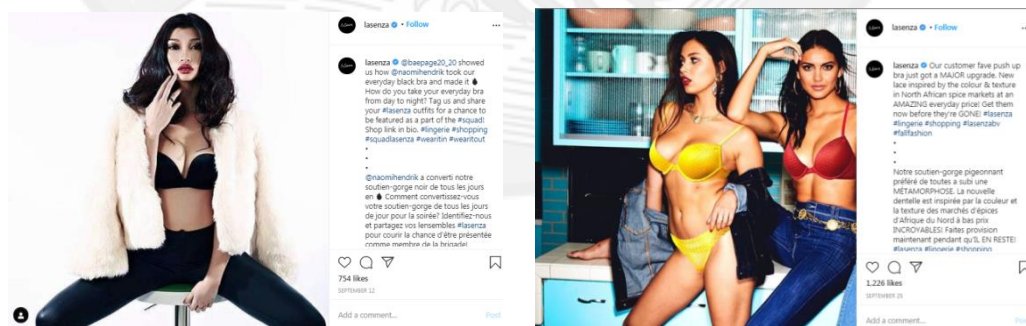 lasenza • Follow
lasenza @baepage20_20 showed
us how @naomihendrik took our
everyday black bra and made it
How do you take your everyday bra
from day to night? Tag us and share
your #lasenza outfits for a chance to
be featured as a part of the #squad!
Shop link in bio. #lingerie #shopping
#squadlasenza #wearitin #wearitout
•
•
•
@naomihendrik a converti notre
soutien-gorge noir de tous les jours
en Comment convertissez-vous
votre soutien-gorge de tous les jours
de jour pour la soirée? Identifiez-nous
et partagez vos lensembles #lasenza
pour courir la chance d'être présentée
comme membre de la brigade!
754 likes
SEPTEMBER 12
Add a comment...
Post
lasenza • Follow
lasenza Our customer fave push up
bra just got a MAJOR upgrade. New
lace inspired by the colour & texture
in North African spice markets at an
AMAZING everyday price! Get them
now before they're GONE! #lasenza
#lingerie #shopping #lasenzabv
#fallfashion
•
•
•
Notre soutien-gorge pigeonnant
préféré de toutes a subi une
MÉTAMORPHOSE. La nouvelle
dentelle est inspirée par la couleur et
la texture des marchés d'épices
d'Afrique du Nord à bas prix
INCROYABLES! Faites provision
maintenant pendant qu'IL EN RESTE!
#lasenza #lingerie #shopping
1,226 likes
SEPTEMBER 25
Add a comment...
Post